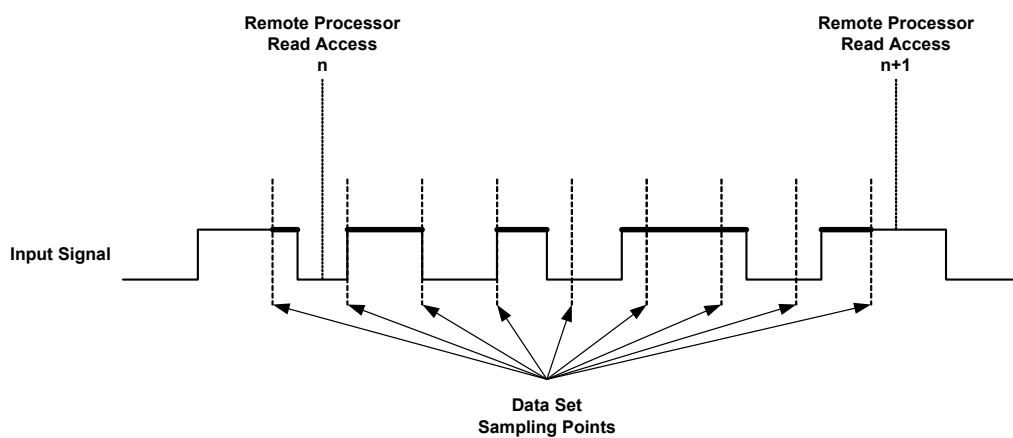 Remote Processor
Read Access
n
Remote Processor
Read Access
n+1
Input Signal
Data Set
Sampling Points